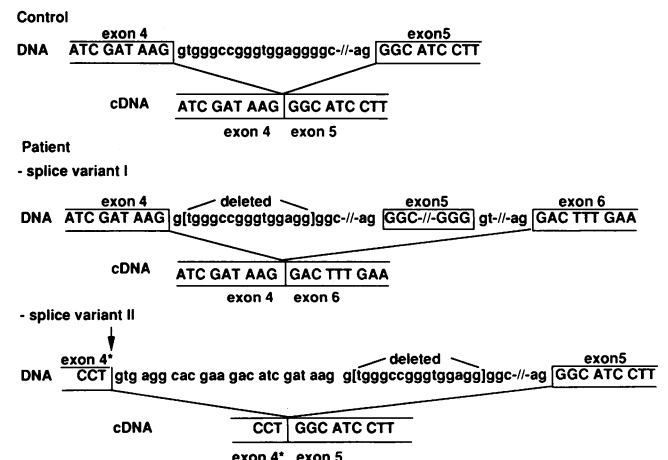 Control
exon 4 exon5
DNA ATC GAT AAG gtgggccgggtggaggggc-//-ag GGC ATC CTT
cDNA ATC GAT AAG GGC ATC CTT
exon 4 exon 5
Patient
- splice variant I
exon 4 deleted exon5 exon 6
DNA ATC GAT AAG g[tgggccgggtggagg]ggc-//-ag GGC-//-GGG gt-//-ag GAC TTT GAA
cDNA ATC GAT AAG GAC TTT GAA
exon 4 exon 6
- splice variant II
exon 4* deleted exon5
DNA CCT gtg agg cac gaa gac atc gat aag g[tgggccgggtggagg]ggc-//-ag GGC ATC CTT
cDNA CCT GGC ATC CTT
exon 4* exon 5